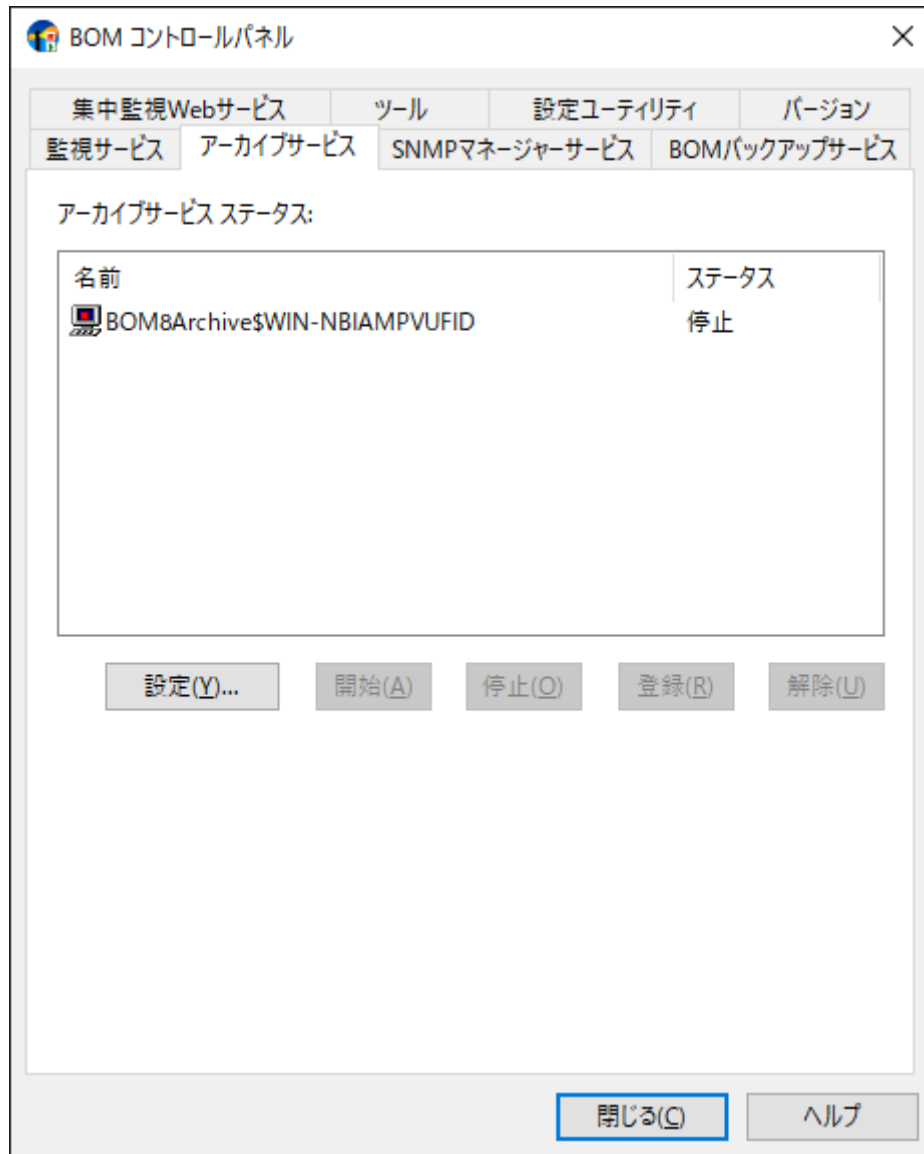 BOM コントロールパネル
集中監視Webサービス ツール 設定ユーティリティ バージョン
監視サービス アーカイブサービス SNMPマネージャーサービス BOMバックアップサービス
アーカイブサービス ステータス:
名前 ステータス
BOM8Archive$WIN-NBIAMPVUFID 停止
設定(Y)... 開始(A) 停止(O) 登録(R) 解除(U)
閉じる(C) ヘルプ